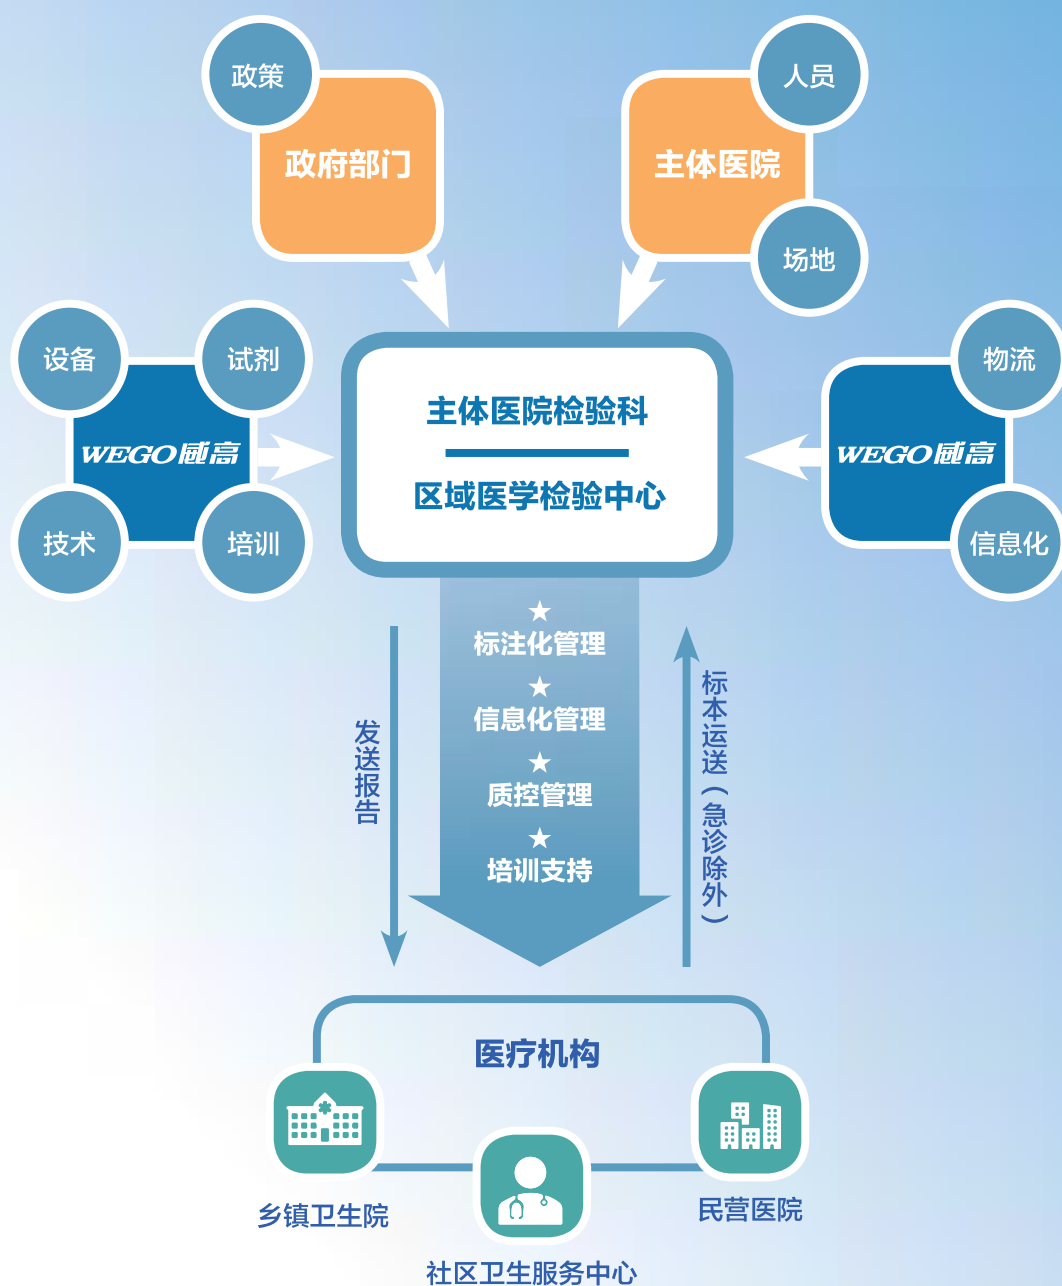 政策
政府部门
人员
主体医院
场地
设备
试剂
WEGO威高
技术
培训
主体医院检验科
区域医学检验中心
物流
WEGO威高
信息化
标注化管理
信息化管理
质控管理
培训支持
发送报告
标本运送（急诊除外）
医疗机构
乡镇卫生院
社区卫生服务中心
民营医院